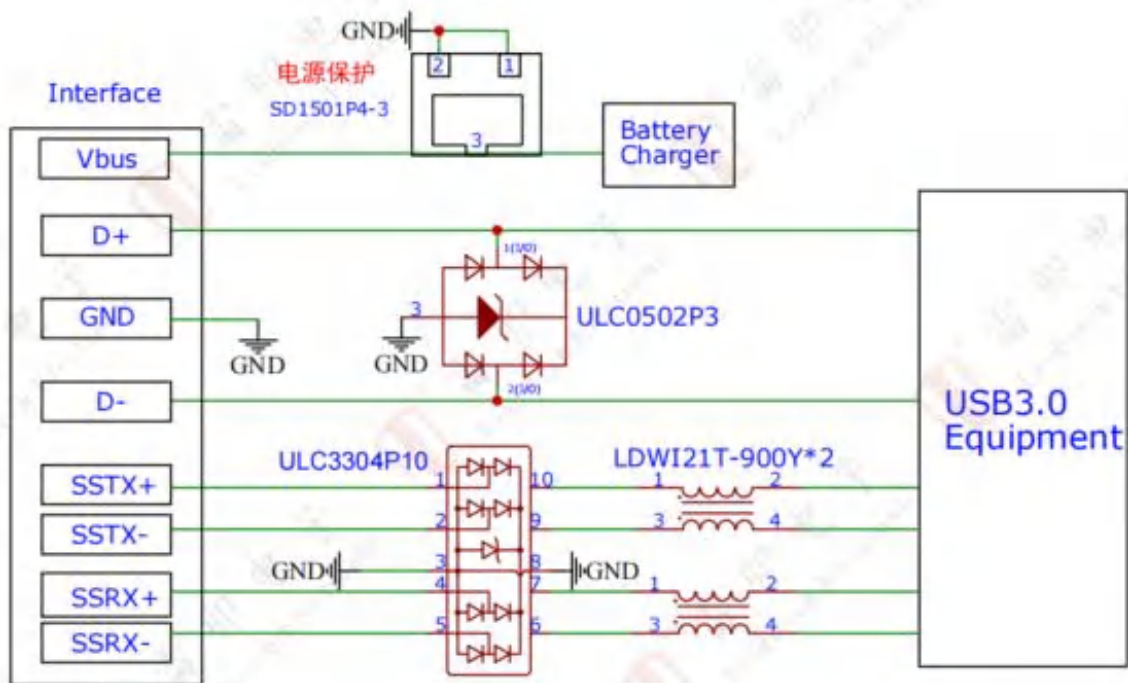 GND
2
1
电源保护
SD1501P4-3
3
Interface
Vbus
Battery
Charger
D+
1(I/O)
GND
3
ULC0502P3
GND
GND
2(I/O)
D-
USB3.0
Equipment
ULC3304P10
LDWI21T-900Y*2
SSTX+
1
10
1
2
SSTX-
2
9
3
4
GND
3
8
GND
SSRX+
4
7
1
2
SSRX-
5
6
3
4